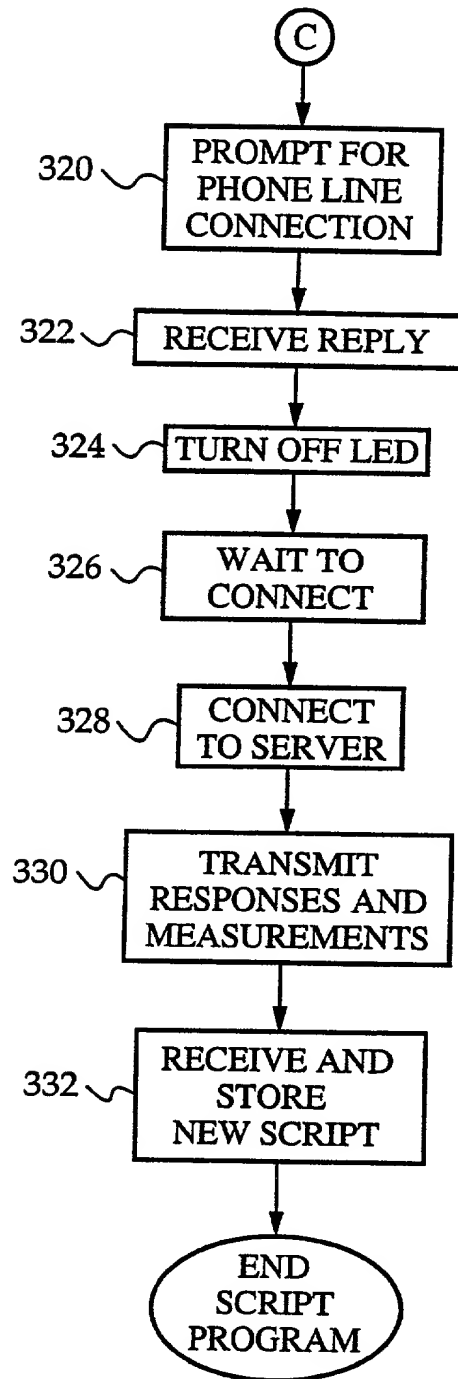 C
320
PROMPT FOR
PHONE LINE
CONNECTION
322
RECEIVE REPLY
324
TURN OFF LED
326
WAIT TO
CONNECT
328
CONNECT
TO SERVER
330
TRANSMIT
RESPONSES AND
MEASUREMENTS
332
RECEIVE AND
STORE
NEW SCRIPT
END
SCRIPT
PROGRAM